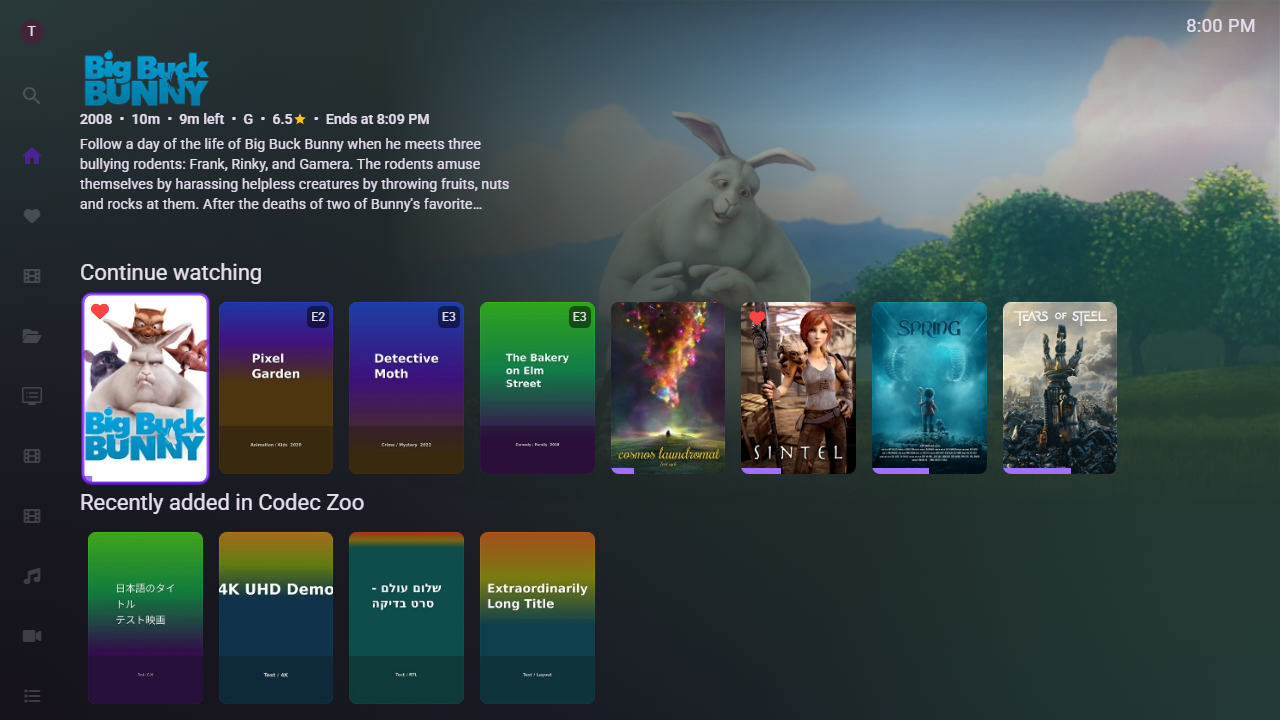 T
8:00 PM
Big Buck
BUNNY
2008 • 10m • 9m left • G • 6.5★ • Ends at 8:09 PM
Follow a day of the life of Big Buck Bunny when he meets three
bullying rodents: Frank, Rinky, and Gamera. The rodents amuse
themselves by harassing helpless creatures by throwing fruits, nuts
and rocks at them. After the deaths of two of Bunny's favorite…
Continue watching
Big Buck
BUNNY
E2
Pixel
Garden
Animation / Kids 2020
E3
Detective
Moth
Crime / Mystery 2022
E3
The Bakery
on Elm
Street
Comedy / Family
cosmos laundromat
SINTEL
SPRING
TEARS OF STEEL
Recently added in Codec Zoo
日本語のタイ
トル
テスト映画
4K UHD Demo
Test / 4K
שלום עולם -
סרט בדיקה
Test / RTL
Extraordinarily
Long Title
Test / Layout